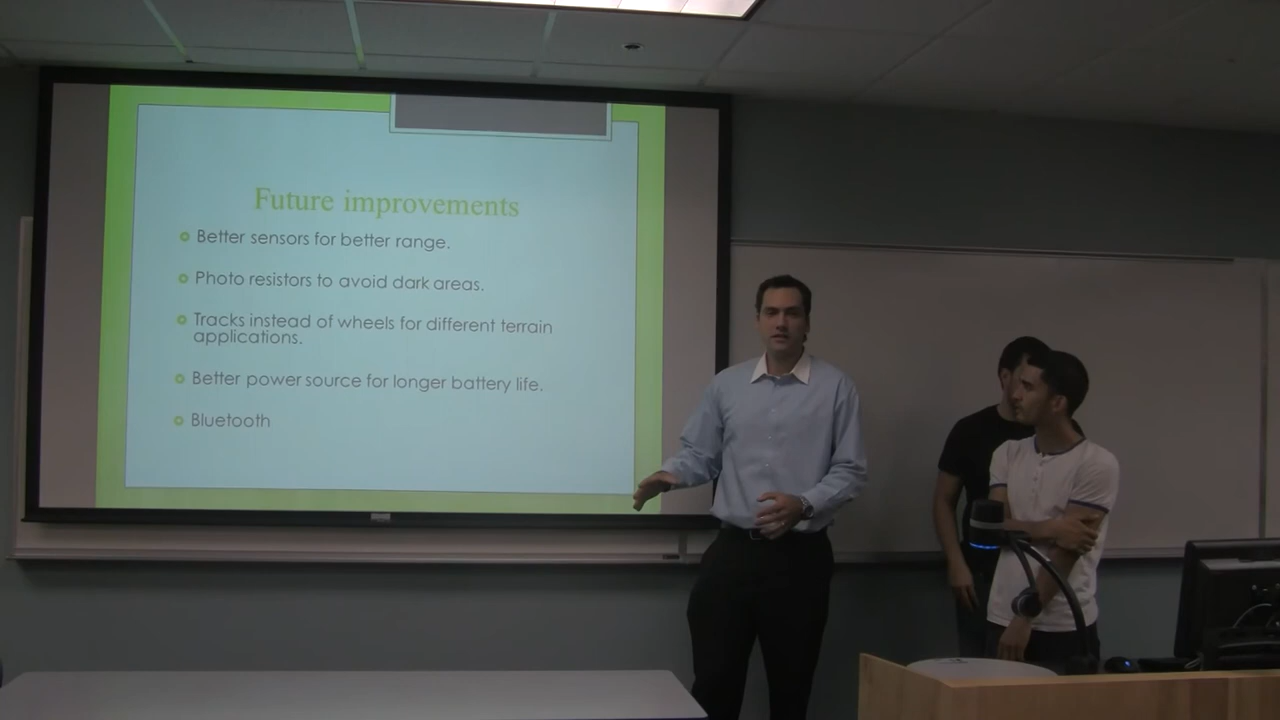 Future improvements
Better sensors for better range.
Photo resistors to avoid dark areas.
Tracks instead of wheels for different terrain
applications.
Better power source for longer battery life.
Bluetooth